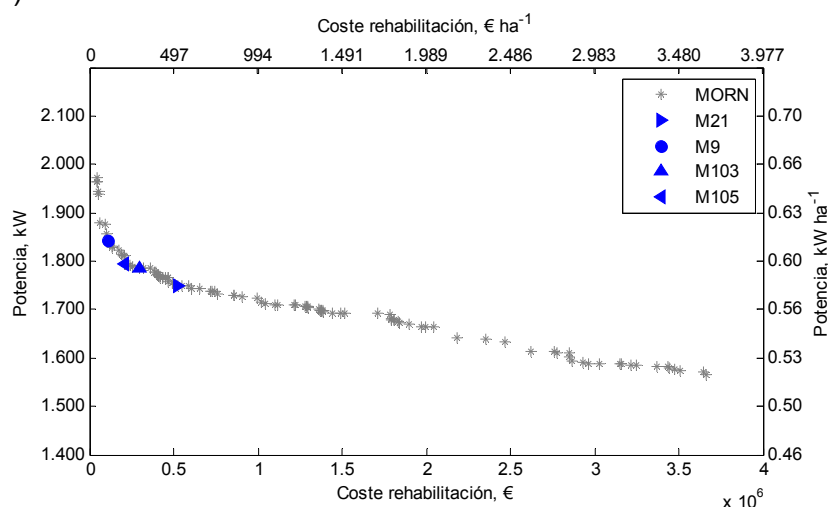 )
Coste rehabilitación, € ha-1
0 497 994 1.491 1.989 2.486 2.983 3.480 3.977
2.100 0.70
2.000 0.66
1.900 0.63
1.800 0.60
1.700 0.56
1.600 0.53
1.500 0.50
1.400 0.46
Potencia, kW
Potencia, kW ha-1
MORN
M21
M9
M103
M105
0 0.5 1 1.5 2 2.5 3 3.5 4
Coste rehabilitación, €
x 10^6